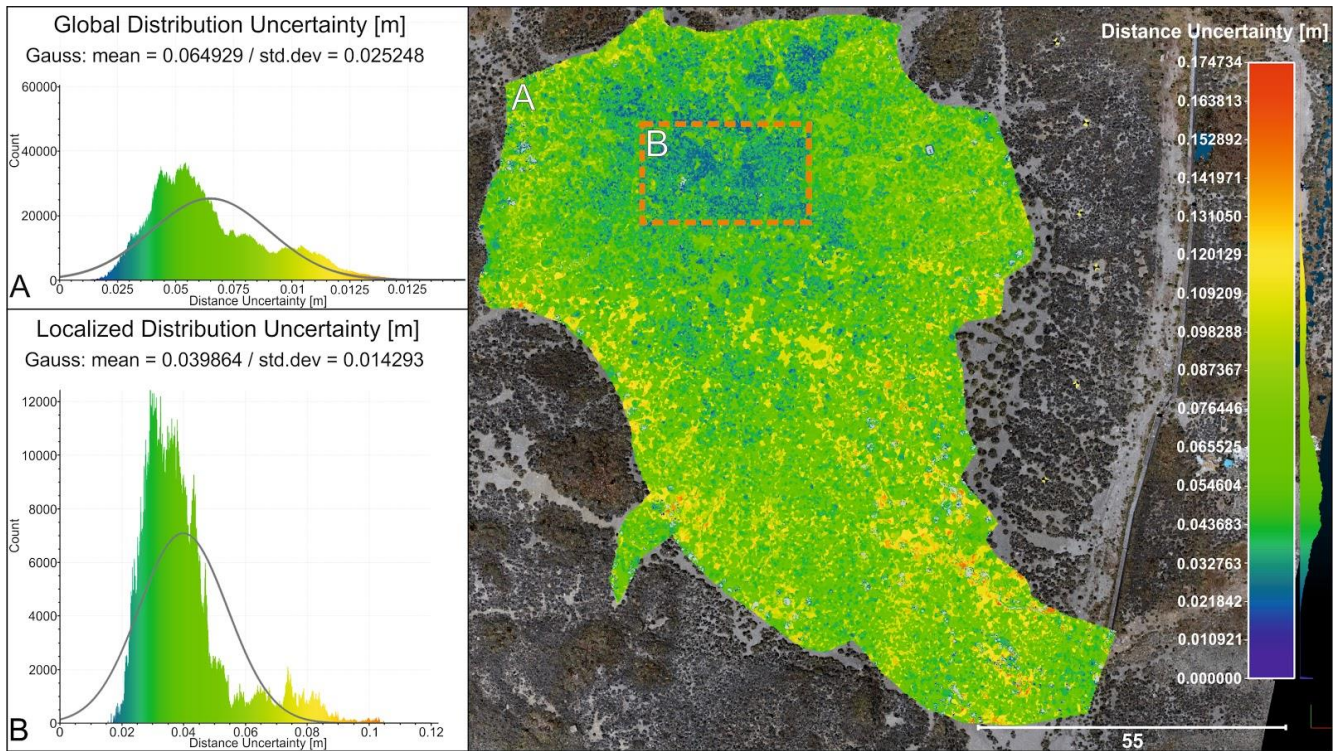 Global Distribution Uncertainty [m]
Gauss: mean = 0.064929 / std.dev = 0.025248
60000
40000
20000
0
Count
0 0.025 0.05 0.075 0.01 0.0125 0.0125
Distance Uncertainty [m]
A
Localized Distribution Uncertainty [m]
Gauss: mean = 0.039864 / std.dev = 0.014293
12000
10000
8000
6000
4000
2000
0
Count
0 0.02 0.04 0.06 0.08 0.1 0.12
Distance Uncertainty [m]
B
A
B
Distance Uncertainty [m]
0.174734
0.163813
0.152892
0.141971
0.131050
0.120129
0.109209
0.098288
0.087367
0.076446
0.065525
0.054604
0.043683
0.032763
0.021842
0.010921
0.000000
55